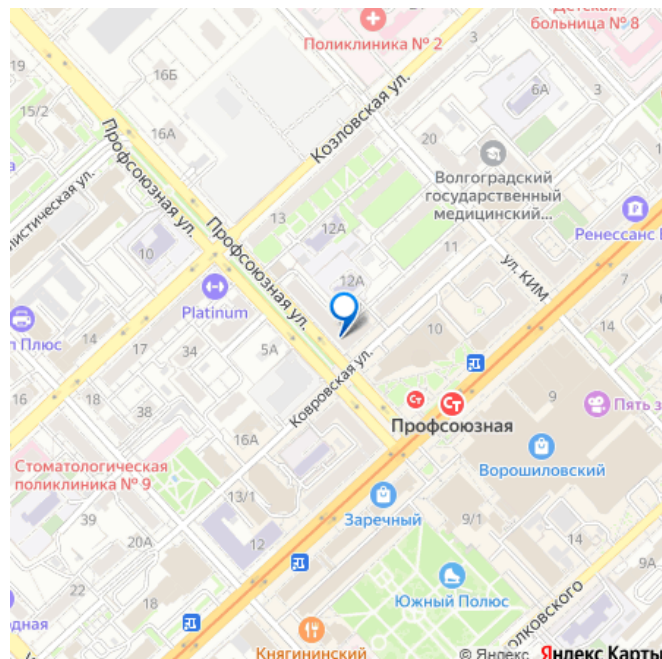 Детская
больница № 8
19
Поликлиника № 2
16Б
3
6А
3
15/2
Козловская ул.
16А
20
Профсоюзная ул.
Волгоградский
государственный
медицинский...
13
12А
Ренессанс
10
Профсоюзная ул.
11
ул. КИМ
12А
7
Platinum
п Плюс
14
17
34
5А
10
Ковровская ул.
18
38
9
Пять з
Профсоюзная
16А
Стоматологическая
поликлиника № 9
Ворошиловский
13/1
39
Заречный
9/1
14
20А
12
9А
22
18
Южный Полюс
одная
Княгининский
© Яндекс Яндекс Карты